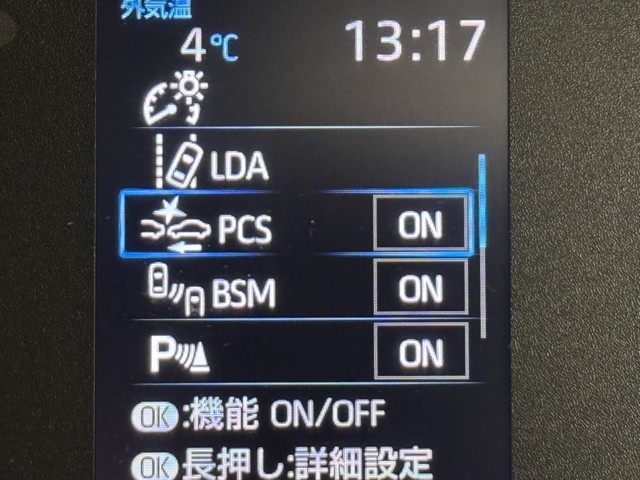 外気温
4℃ 13:17
LDA
PCS ON
BSM ON
P ON
OK:機能 ON/OFF
OK長押し:詳細設定